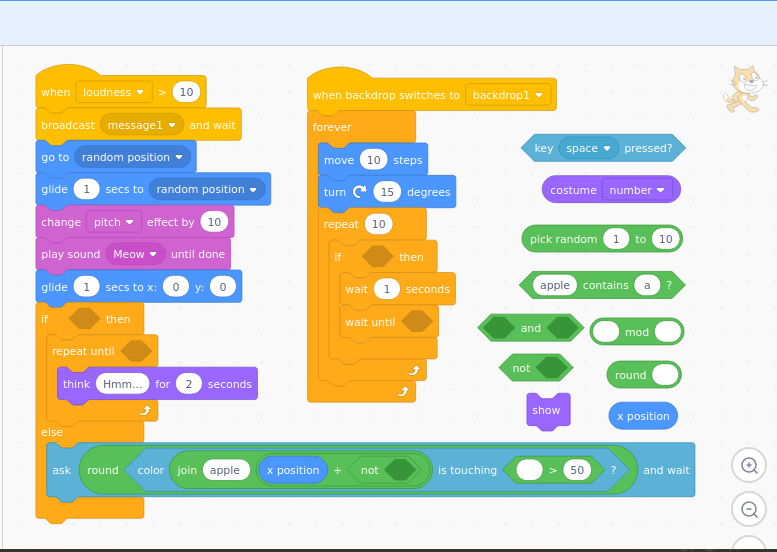 when loudness > 10
broadcast message1 and wait
go to random position
glide 1 secs to random position
change pitch effect by 10
play sound Meow until done
glide 1 secs to x: 0 y: 0
if then
repeat until
think Hmm... for 2 seconds
else
ask round color join apple x position + not is touching > 50 ? and wait
when backdrop switches to backdrop1
forever
move 10 steps
turn 15 degrees
repeat 10
if then
wait 1 seconds
wait until
key space pressed?
costume number
pick random 1 to 10
apple contains a ?
and
mod
not
round
show
x position